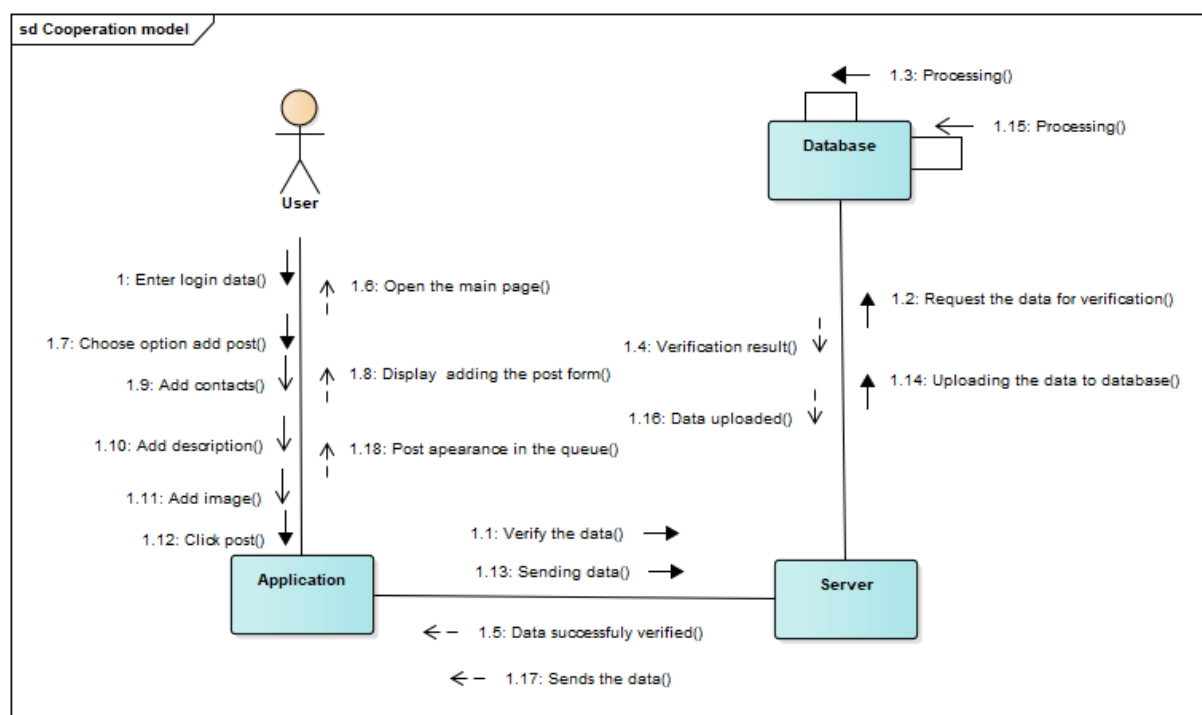 sd Cooperation model
1.3: Processing()
1.15: Processing()
Database
User
1: Enter login data()
1.6: Open the main page()
1.2: Request the data for verification()
1.7: Choose option add post()
1.4: Verification result()
1.9: Add contacts()
1.8: Display  adding the post form()
1.14: Uploading the data to database()
1.16: Data uploaded()
1.10: Add description()
1.18: Post apearance in the queue()
1.11: Add image()
1.12: Click post()
1.1: Verify the data()
1.13: Sending data()
Application
Server
1.5: Data successfuly verified()
1.17: Sends the data()